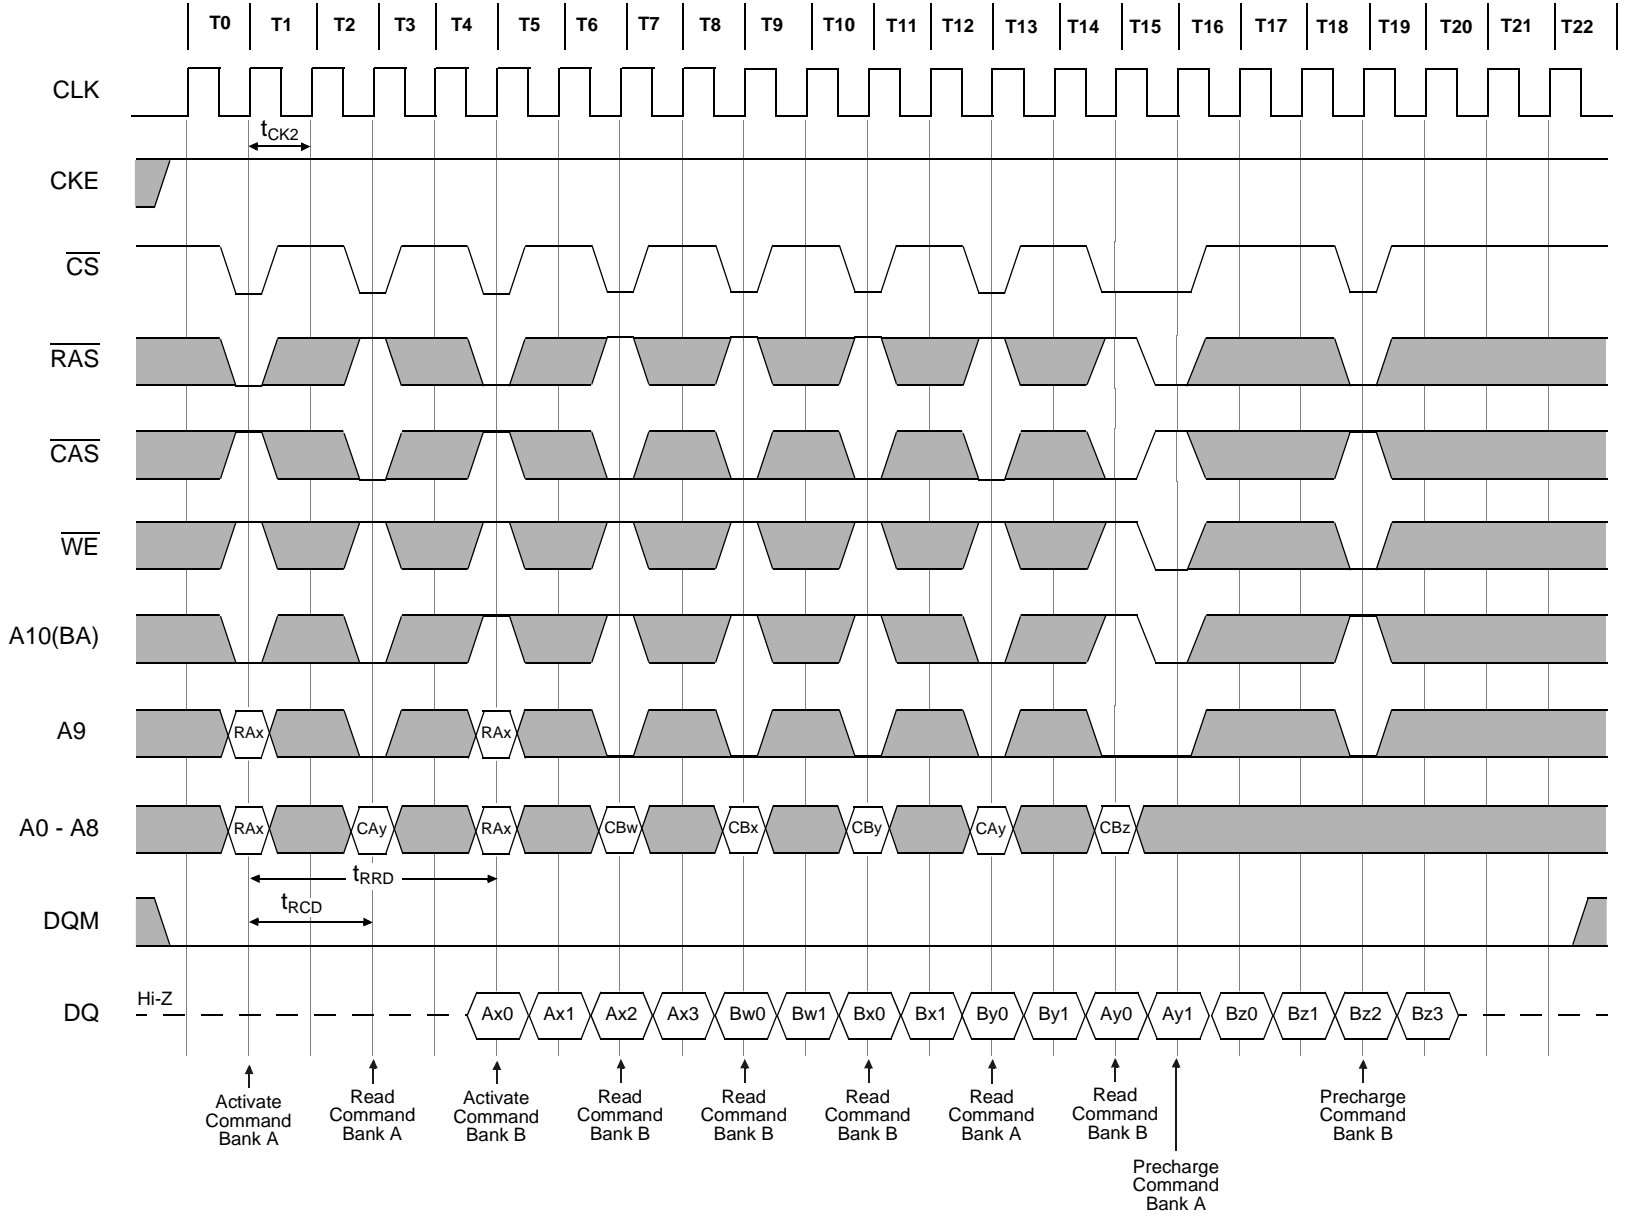 T0 T1 T2 T3 T4 T5 T6 T7 T8 T9 T10 T11 T12 T13 T14 T15 T16 T17 T18 T19 T20 T21 T22
CLK
tCK2
CKE
CS
RAS
CAS
WE
A10(BA)
A9
RAx RAx
A0 - A8
RAx CAy RAx CBw CBx CBy CAy CBz
tRRD
tRCD
DQM
Hi-Z
DQ
Ax0 Ax1 Ax2 Ax3 Bw0 Bw1 Bx0 Bx1 By0 By1 Ay0 Ay1 Bz0 Bz1 Bz2 Bz3
Activate
Command
Bank A
Read
Command
Bank A
Activate
Command
Bank B
Read
Command
Bank B
Read
Command
Bank B
Read
Command
Bank B
Read
Command
Bank A
Read
Command
Bank B
Precharge
Command
Bank A
Precharge
Command
Bank B